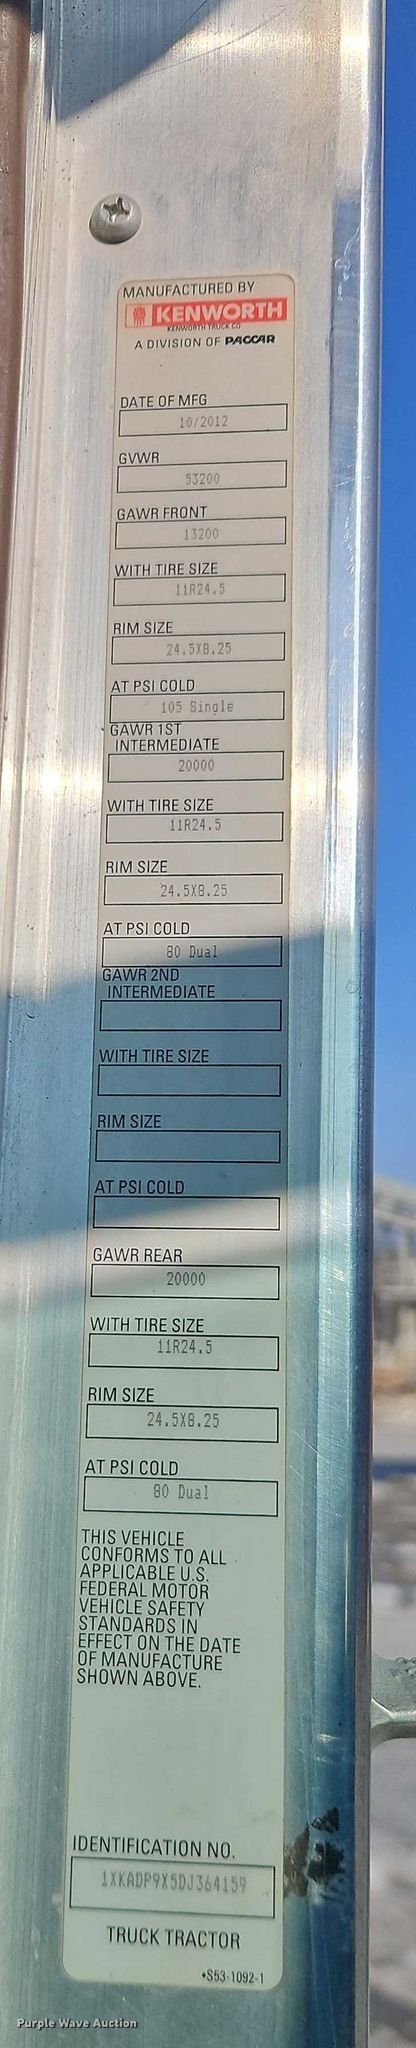 MANUFACTURED BY
KENWORTH
KENWORTH TRUCK CO.
A DIVISION OF PACCAR
DATE OF MFG
10/2012
GVWR
53200
GAWR FRONT
13200
WITH TIRE SIZE
11R24.5
RIM SIZE
24.5X8.25
AT PSI COLD
105 Single
GAWR 1ST
INTERMEDIATE
20000
WITH TIRE SIZE
11R24.5
RIM SIZE
24.5X8.25
AT PSI COLD
80 Dual
GAWR 2ND
INTERMEDIATE
WITH TIRE SIZE
RIM SIZE
AT PSI COLD
GAWR REAR
20000
WITH TIRE SIZE
11R24.5
RIM SIZE
24.5X8.25
AT PSI COLD
80 Dual
THIS VEHICLE
CONFORMS TO ALL
APPLICABLE U.S.
FEDERAL MOTOR
VEHICLE SAFETY
STANDARDS IN
EFFECT ON THE DATE
OF MANUFACTURE
SHOWN ABOVE.
IDENTIFICATION NO.
1XKADP9X5DJ364159
TRUCK TRACTOR
•S53-1092-1
Purple Wave Auction